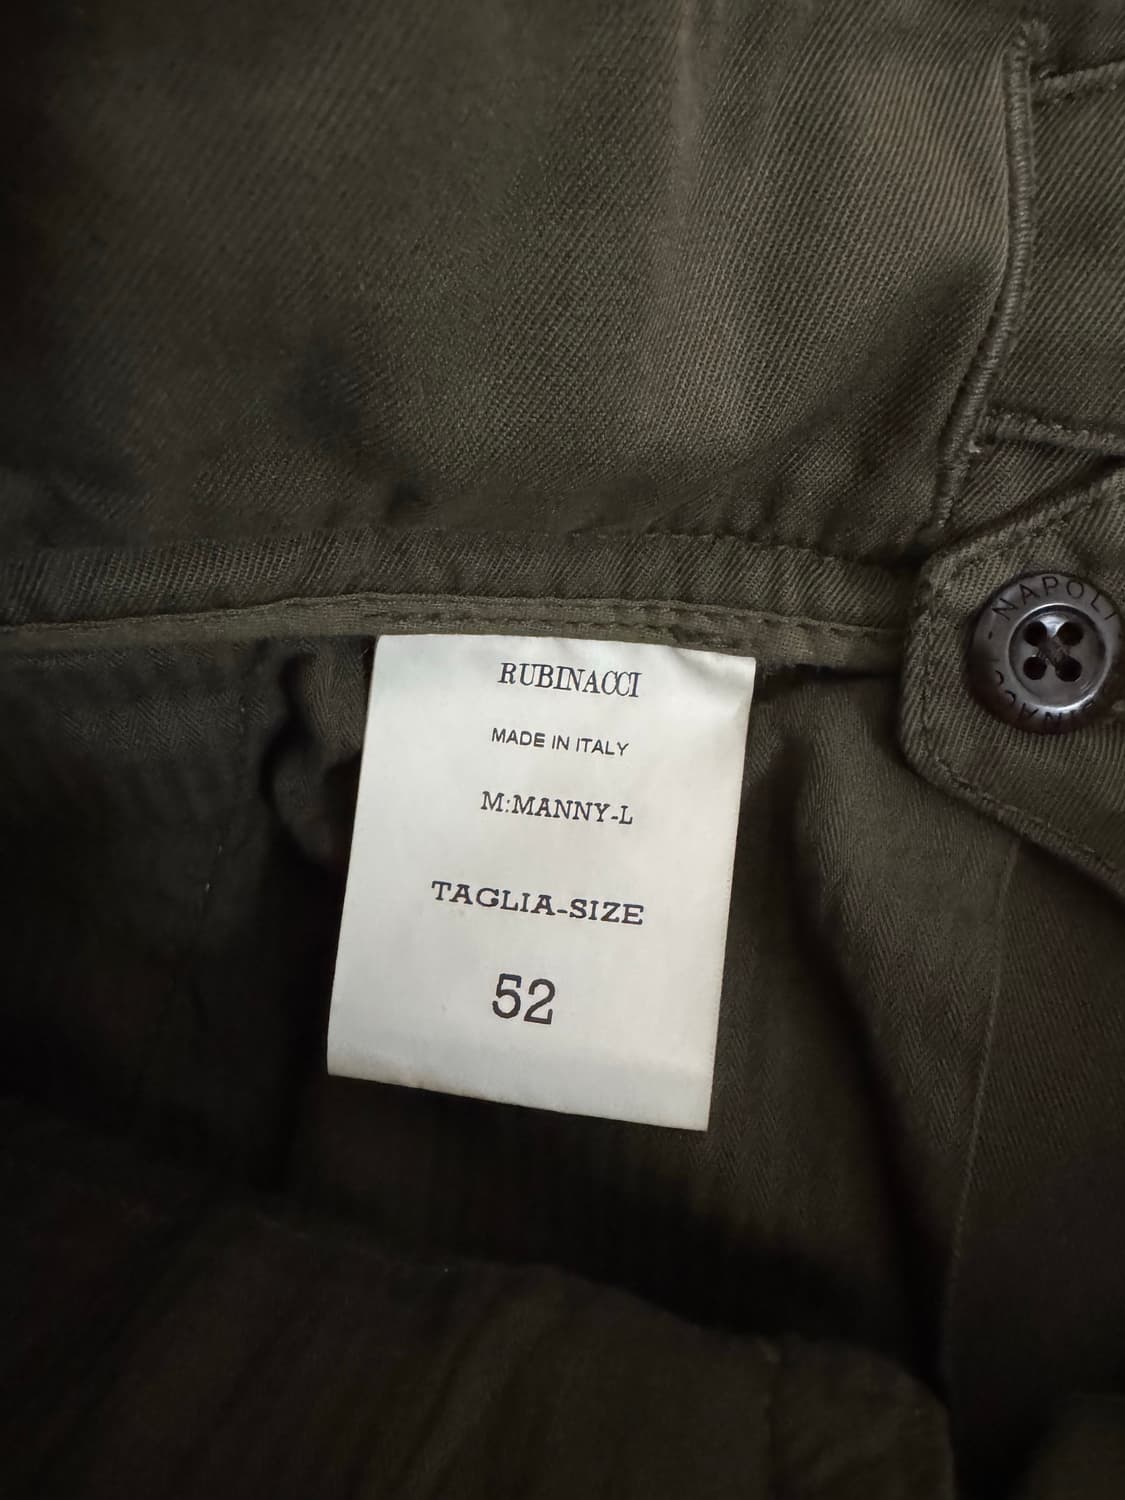 RUBINACCI
MADE IN ITALY
M:MANNY-L
TAGLIA-SIZE
52
- NAPOLI